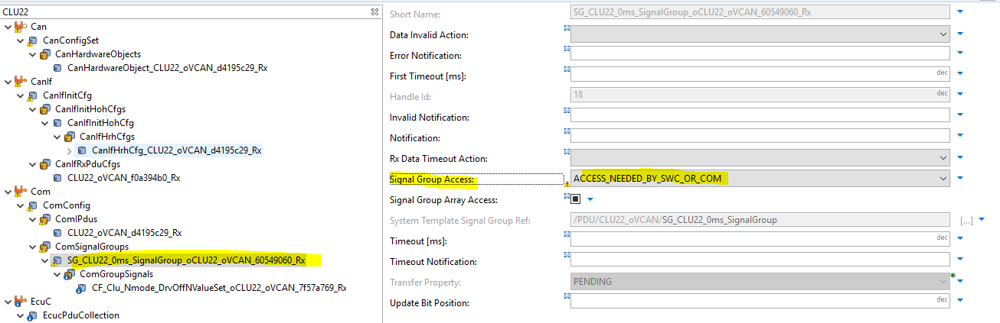 CLU22
Can
CanConfigSet
CanHardwareObjects
CanHardwareObject_CLU22_oVCAN_d4195c29_Rx
CanIf
CanIfInitCfg
CanIfInitHohCfgs
CanIfInitHohCfg
CanIfHrhCfgs
CanIfHrhCfg_CLU22_oVCAN_d4195c29_Rx
CanIfRxPduCfgs
CLU22_oVCAN_f0a394b0_Rx
Com
ComConfig
ComIPdus
CLU22_oVCAN_d4195c29_Rx
ComSignalGroups
SG_CLU22_0ms_SignalGroup_oCLU22_oVCAN_60549060_Rx
ComGroupSignals
CF_Clu_Nmode_DrvOffNValueSet_oCLU22_oVCAN_7f57a769_Rx
EcuC
EcucPduCollection
Short Name: SG_CLU22_0ms_SignalGroup_oCLU22_oVCAN_60549060_Rx
Data Invalid Action:
Error Notification:
First Timeout [ms]: dec
Handle Id: 18 dec
Invalid Notification:
Notification:
Rx Data Timeout Action:
Signal Group Access: ACCESS_NEEDED_BY_SWC_OR_COM
Signal Group Array Access:
System Template Signal Group Ref: /PDU/CLU22_oVCAN/SG_CLU22_0ms_SignalGroup [...]
Timeout [ms]: dec
Timeout Notification:
Transfer Property: PENDING
Update Bit Position: dec